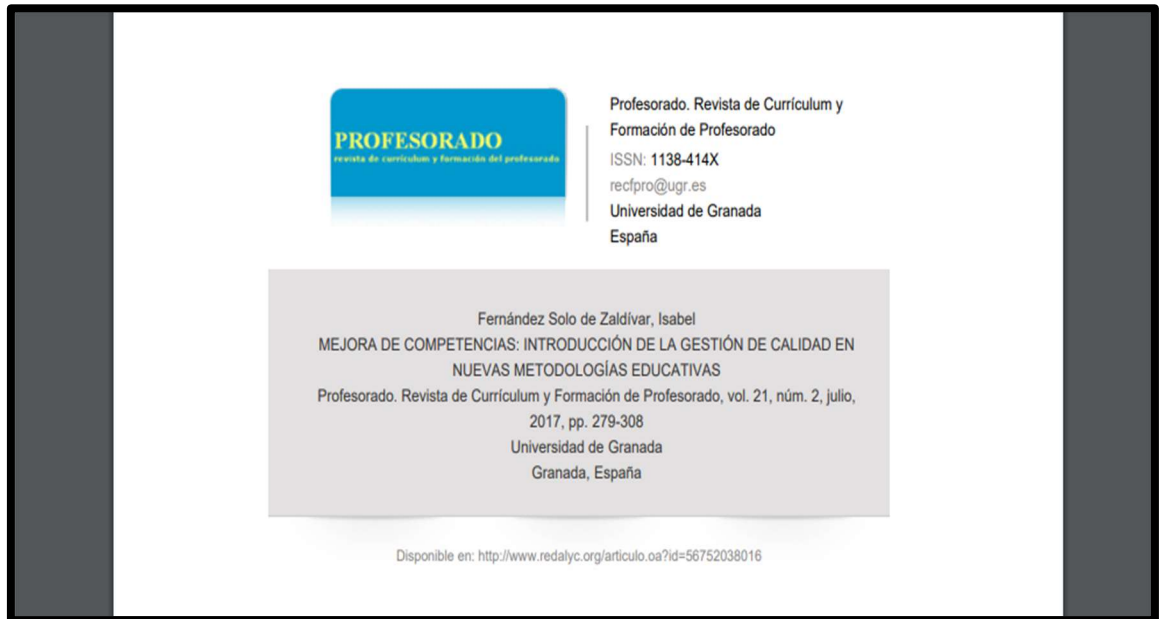 PROFESORADO
revista de currículum y formación del profesorado
Profesorado. Revista de Currículum y
Formación de Profesorado
ISSN: 1138-414X
recfpro@ugr.es
Universidad de Granada
España
Fernández Solo de Zaldívar, Isabel
MEJORA DE COMPETENCIAS: INTRODUCCIÓN DE LA GESTIÓN DE CALIDAD EN
NUEVAS METODOLOGÍAS EDUCATIVAS
Profesorado. Revista de Currículum y Formación de Profesorado, vol. 21, núm. 2, julio,
2017, pp. 279-308
Universidad de Granada
Granada, España
Disponible en: http://www.redalyc.org/articulo.oa?id=56752038016